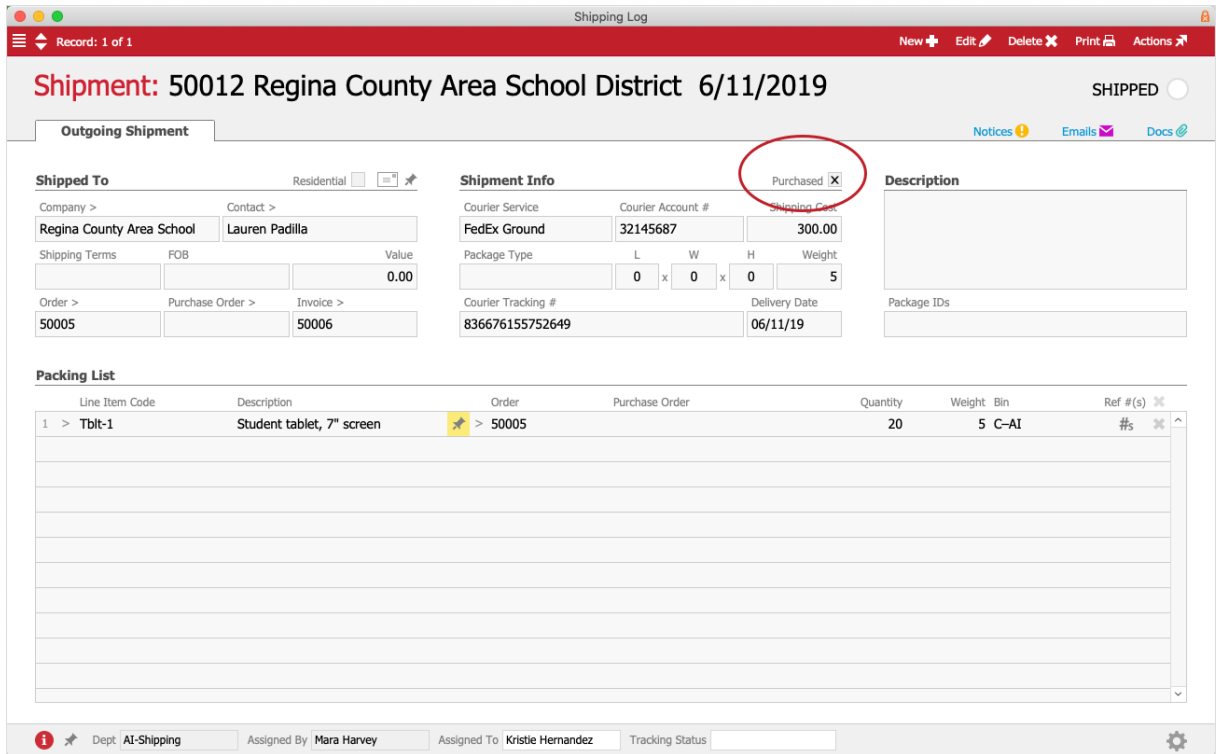 Shipping Log
Record: 1 of 1 New Edit Delete Print Actions
Shipment: 50012 Regina County Area School District 6/11/2019 SHIPPED
Outgoing Shipment Notices Emails Docs
Shipped To Residential Shipment Info Purchased X Description
Company > Contact > Courier Service Courier Account # Shipping Cost
Regina County Area School Lauren Padilla FedEx Ground 32145687 300.00
Shipping Terms FOB Value Package Type L W H Weight
0.00 0 x 0 x 0 5
Order > Purchase Order > Invoice > Courier Tracking # Delivery Date Package IDs
50005 50006 836676155752649 06/11/19
Packing List
Line Item Code Description Order Purchase Order Quantity Weight Bin Ref #(s)
1 > Tblt-1 Student tablet, 7" screen > 50005 20 5 C–AI #s
Dept AI-Shipping Assigned By Mara Harvey Assigned To Kristie Hernandez Tracking Status